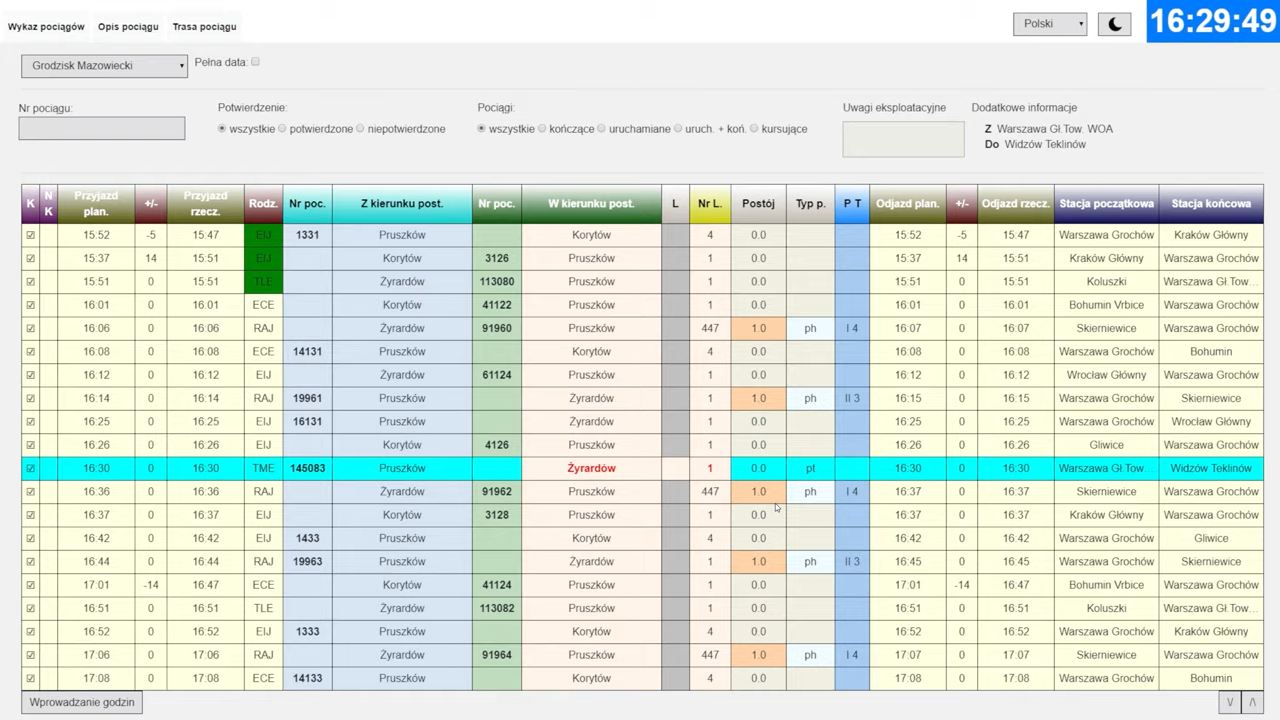 Wykaz pociągów Opis pociągu Trasa pociągu Polski 16:29:49
Grodzisk Mazowiecki Pełna data:
Nr pociągu: Potwierdzenie: Pociągi: Uwagi eksploatacyjne Dodatkowe informacje
wszystkie potwierdzone niepotwierdzone wszystkie kończące uruchamiane uruch. + koń. kursujące Z Warszawa Gł.Tow. WOA
Do Widzów Teklinów
K N K Przyjazd plan. +/- Przyjazd rzecz. Rodz. Nr poc. Z kierunku post. Nr poc. W kierunku post. L Nr L. Postój Typ p. P T Odjazd plan. +/- Odjazd rzecz. Stacja początkowa Stacja końcowa
15:52 -5 15:47 EIJ 1331 Pruszków Korytów 4 0.0 15:52 -5 15:47 Warszawa Grochów Kraków Główny
15:37 14 15:51 EIJ Korytów 3126 Pruszków 1 0.0 15:37 14 15:51 Kraków Główny Warszawa Grochów
15:51 0 15:51 TLE Żyrardów 113080 Pruszków 1 0.0 15:51 0 15:51 Koluszki Warszawa Gł.Tow...
16:01 0 16:01 ECE Korytów 41122 Pruszków 1 0.0 16:01 0 16:01 Bohumin Vrbice Warszawa Grochów
16:06 0 16:06 RAJ Żyrardów 91960 Pruszków 447 1.0 ph I 4 16:07 0 16:07 Skierniewice Warszawa Grochów
16:08 0 16:08 ECE 14131 Pruszków Korytów 4 0.0 16:08 0 16:08 Warszawa Grochów Bohumin
16:12 0 16:12 EIJ Żyrardów 61124 Pruszków 1 0.0 16:12 0 16:12 Wrocław Główny Warszawa Grochów
16:14 0 16:14 RAJ 19961 Pruszków Żyrardów 1 1.0 ph II 3 16:15 0 16:15 Warszawa Grochów Skierniewice
16:25 0 16:25 EIJ 16131 Pruszków Żyrardów 1 0.0 16:25 0 16:25 Warszawa Grochów Wrocław Główny
16:26 0 16:26 EIJ Korytów 4126 Pruszków 1 0.0 16:26 0 16:26 Gliwice Warszawa Grochów
16:30 0 16:30 TME 145083 Pruszków Żyrardów 1 0.0 pt 16:30 0 16:30 Warszawa Gł.Tow... Widzów Teklinów
16:36 0 16:36 RAJ Żyrardów 91962 Pruszków 447 1.0 ph I 4 16:37 0 16:37 Skierniewice Warszawa Grochów
16:37 0 16:37 EIJ Korytów 3128 Pruszków 1 0.0 16:37 0 16:37 Kraków Główny Warszawa Grochów
16:42 0 16:42 EIJ 1433 Pruszków Korytów 4 0.0 16:42 0 16:42 Warszawa Grochów Gliwice
16:44 0 16:44 RAJ 19963 Pruszków Żyrardów 1 1.0 ph II 3 16:45 0 16:45 Warszawa Grochów Skierniewice
17:01 -14 16:47 ECE Korytów 41124 Pruszków 1 0.0 17:01 -14 16:47 Bohumin Vrbice Warszawa Grochów
16:51 0 16:51 TLE Żyrardów 113082 Pruszków 1 0.0 16:51 0 16:51 Koluszki Warszawa Gł.Tow...
16:52 0 16:52 EIJ 1333 Pruszków Korytów 4 0.0 16:52 0 16:52 Warszawa Grochów Kraków Główny
17:06 0 17:06 RAJ Żyrardów 91964 Pruszków 447 1.0 ph I 4 17:07 0 17:07 Skierniewice Warszawa Grochów
17:08 0 17:08 ECE 14133 Pruszków Korytów 4 0.0 17:08 0 17:08 Warszawa Grochów Bohumin
Wprowadzanie godzin